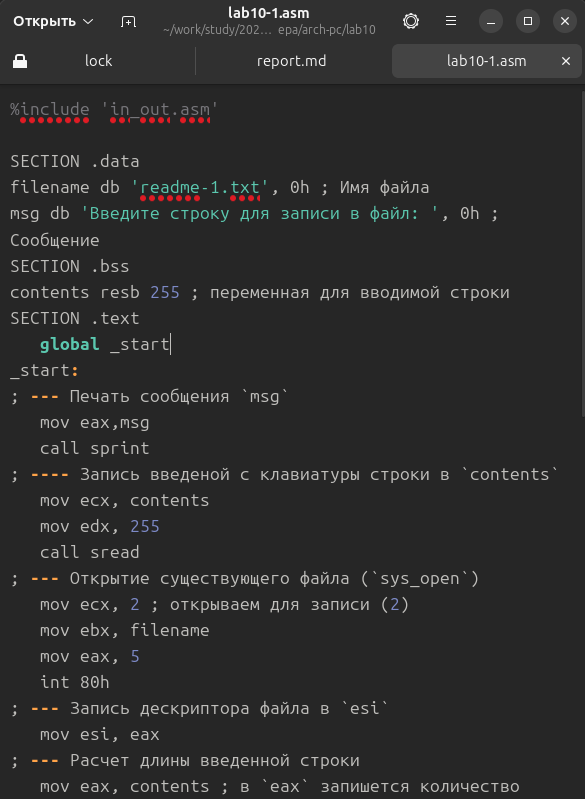 Открыть
lab10-1.asm
~/work/study/202… epa/arch-pc/lab10
lock
report.md
lab10-1.asm
%include 'in_out.asm'
SECTION .data
filename db 'readme-1.txt', 0h ; Имя файла
msg db 'Введите строку для записи в файл: ', 0h ;
Сообщение
SECTION .bss
contents resb 255 ; переменная для вводимой строки
SECTION .text
global _start
_start:
; --- Печать сообщения `msg`
mov eax,msg
call sprint
; ---- Запись введеной с клавиатуры строки в `contents`
mov ecx, contents
mov edx, 255
call sread
; --- Открытие существующего файла (`sys_open`)
mov ecx, 2 ; открываем для записи (2)
mov ebx, filename
mov eax, 5
int 80h
; --- Запись дескриптора файла в `esi`
mov esi, eax
; --- Расчет длины введенной строки
mov eax, contents ; в `eax` запишется количество